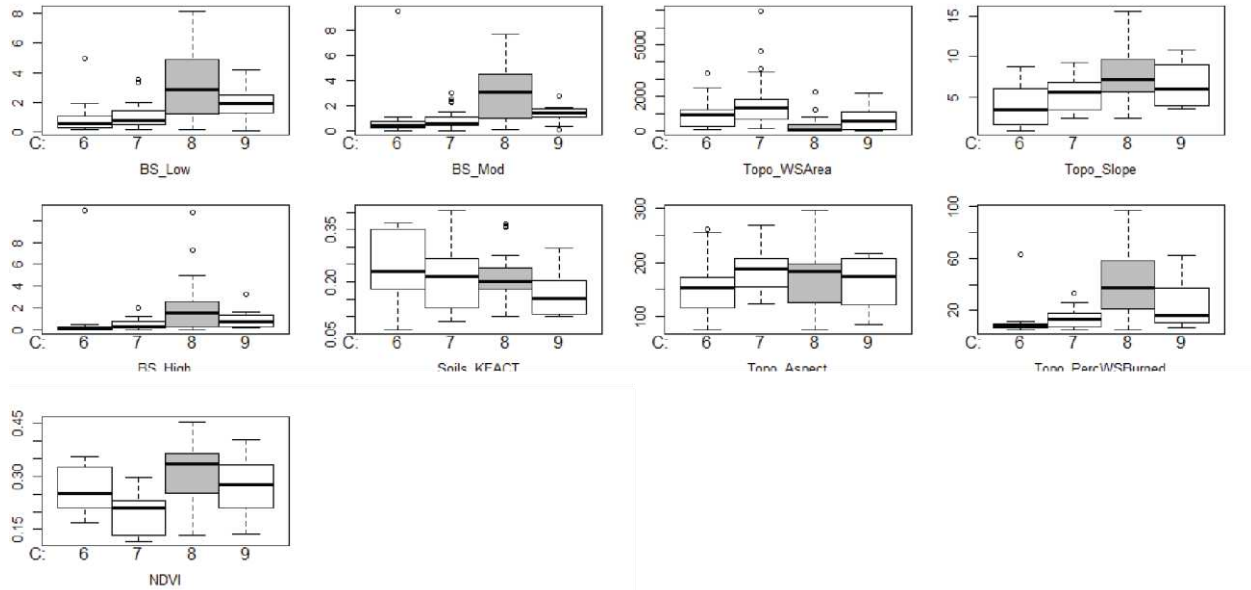 8
6
4
2
0
C: 6 7 8 9
BS_Low
8
6
4
2
0
C: 6 7 8 9
BS_Mod
5000
2000
0
C: 6 7 8 9
Topo_WSArea
15
10
5
C: 6 7 8 9
Topo_Slope
8
6
4
2
0
C: 6 7 8 9
BS_High
0.35
0.20
0.05
C: 6 7 8 9
Soils_KFACT
300
200
100
C: 6 7 8 9
Topo_Aspect
100
60
20
C: 6 7 8 9
Topo_PercWSBurned
0.45
0.30
0.15
C: 6 7 8 9
NDVI